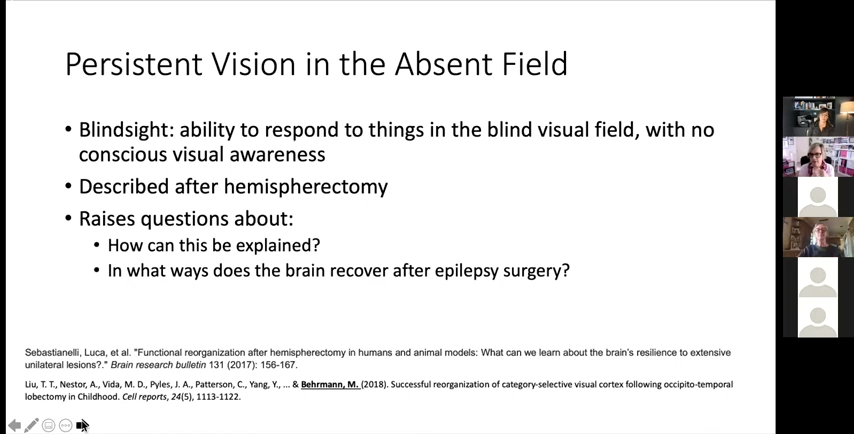 Persistent Vision in the Absent Field
• Blindsight: ability to respond to things in the blind visual field, with no
conscious visual awareness
• Described after hemispherectomy
• Raises questions about:
• How can this be explained?
• In what ways does the brain recover after epilepsy surgery?
Sebastianelli, Luca, et al. "Functional reorganization after hemispherectomy in humans and animal models: What can we learn about the brain's resilience to extensive
unilateral lesions?." Brain research bulletin 131 (2017): 156-167.
Liu, T. T., Nestor, A., Vida, M. D., Pyles, J. A., Patterson, C., Yang, Y., ... & Behrmann, M. (2018). Successful reorganization of category-selective visual cortex following occipito-temporal
lobectomy in Childhood. Cell reports, 24(5), 1113-1122.